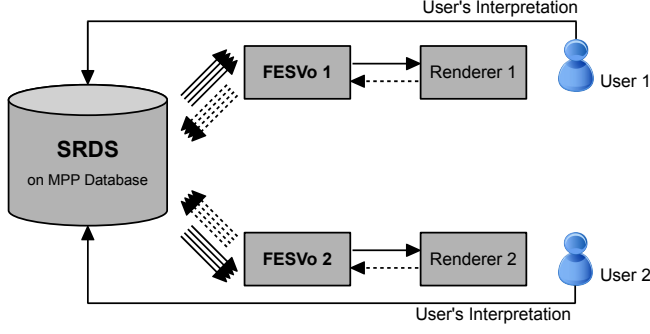 User's Interpretation
FESVo 1
Renderer 1
User 1
SRDS
on MPP Database
FESVo 2
Renderer 2
User 2
User's Interpretation